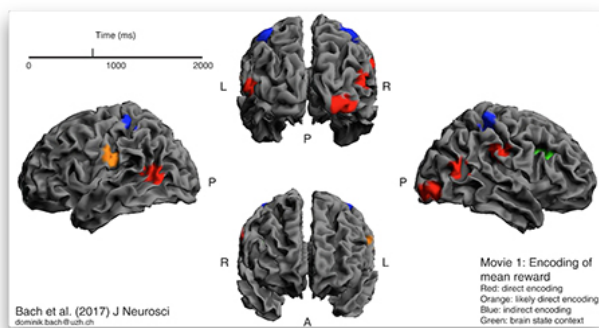 Time (ms)
0 1000 2000
L R
P
P P
R L
A
Movie 1: Encoding of
mean reward
Red: direct encoding
Orange: likely direct encoding
Blue: indirect encoding
Green: brain state context
Bach et al. (2017) J Neurosci
dominik.bach@uzh.ch